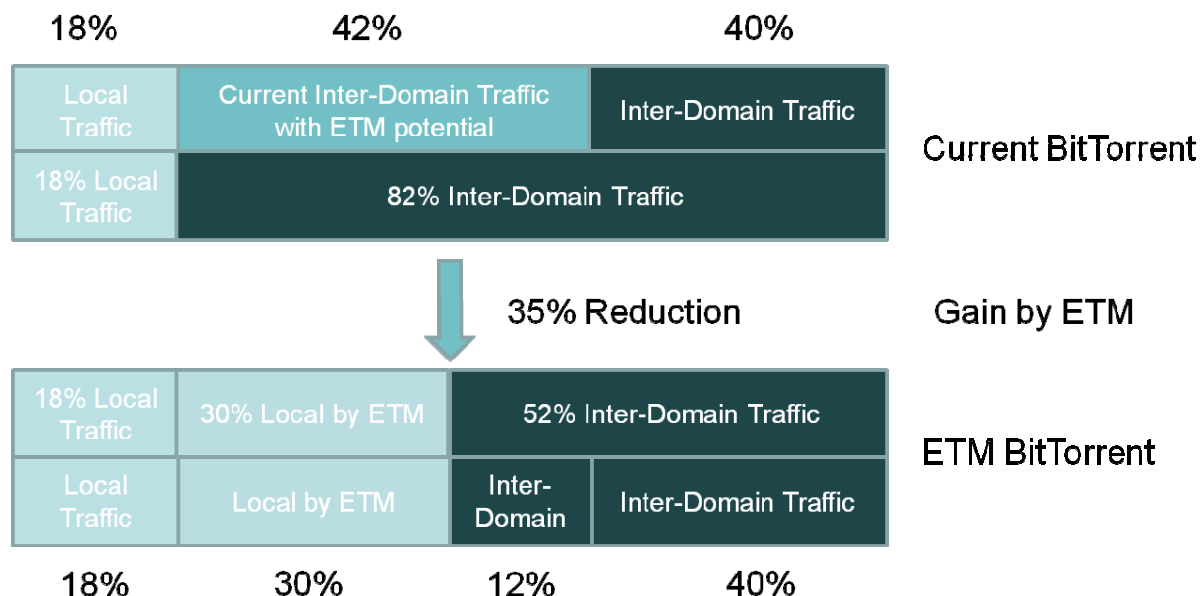 18%
42%
40%
Local
Traffic
Current Inter-Domain Traffic
with ETM potential
Inter-Domain Traffic
18% Local
Traffic
82% Inter-Domain Traffic
Current BitTorrent
35% Reduction
Gain by ETM
18% Local
Traffic
30% Local by ETM
52% Inter-Domain Traffic
Local
Traffic
Local by ETM
Inter-
Domain
Inter-Domain Traffic
ETM BitTorrent
18%
30%
12%
40%